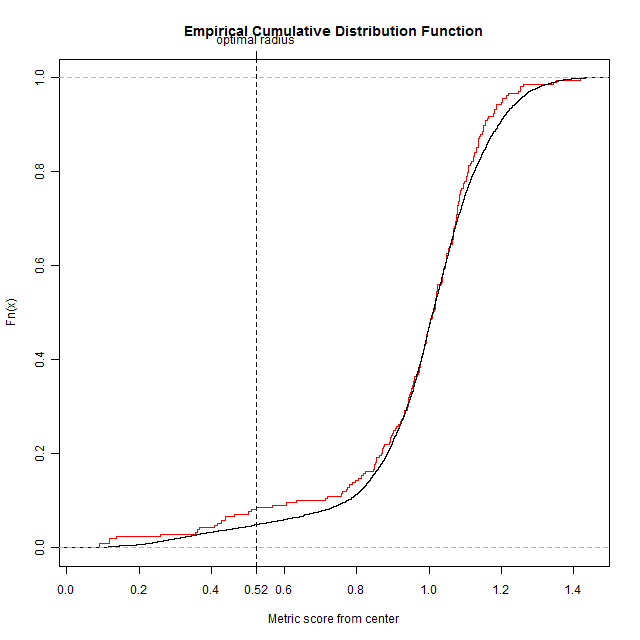 Empirical Cumulative Distribution Function
optimal radius
Fn(x)
1.0
0.8
0.6
0.4
0.2
0.0
0.0 0.2 0.4 0.52 0.6 0.8 1.0 1.2 1.4
Metric score from center